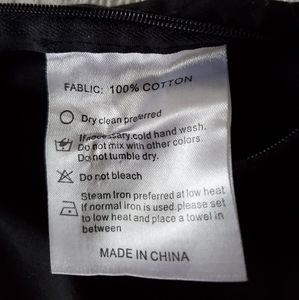 FABLIC: 100% COTTON
Dry clean preferred
If necessary.cold hand wash.
Do not mix with other colors.
Do not tumble dry.
Do not bleach
Steam Iron preferred at low heat
If normal iron is used.please set
to low heat and place a towel in
between
MADE IN CHINA